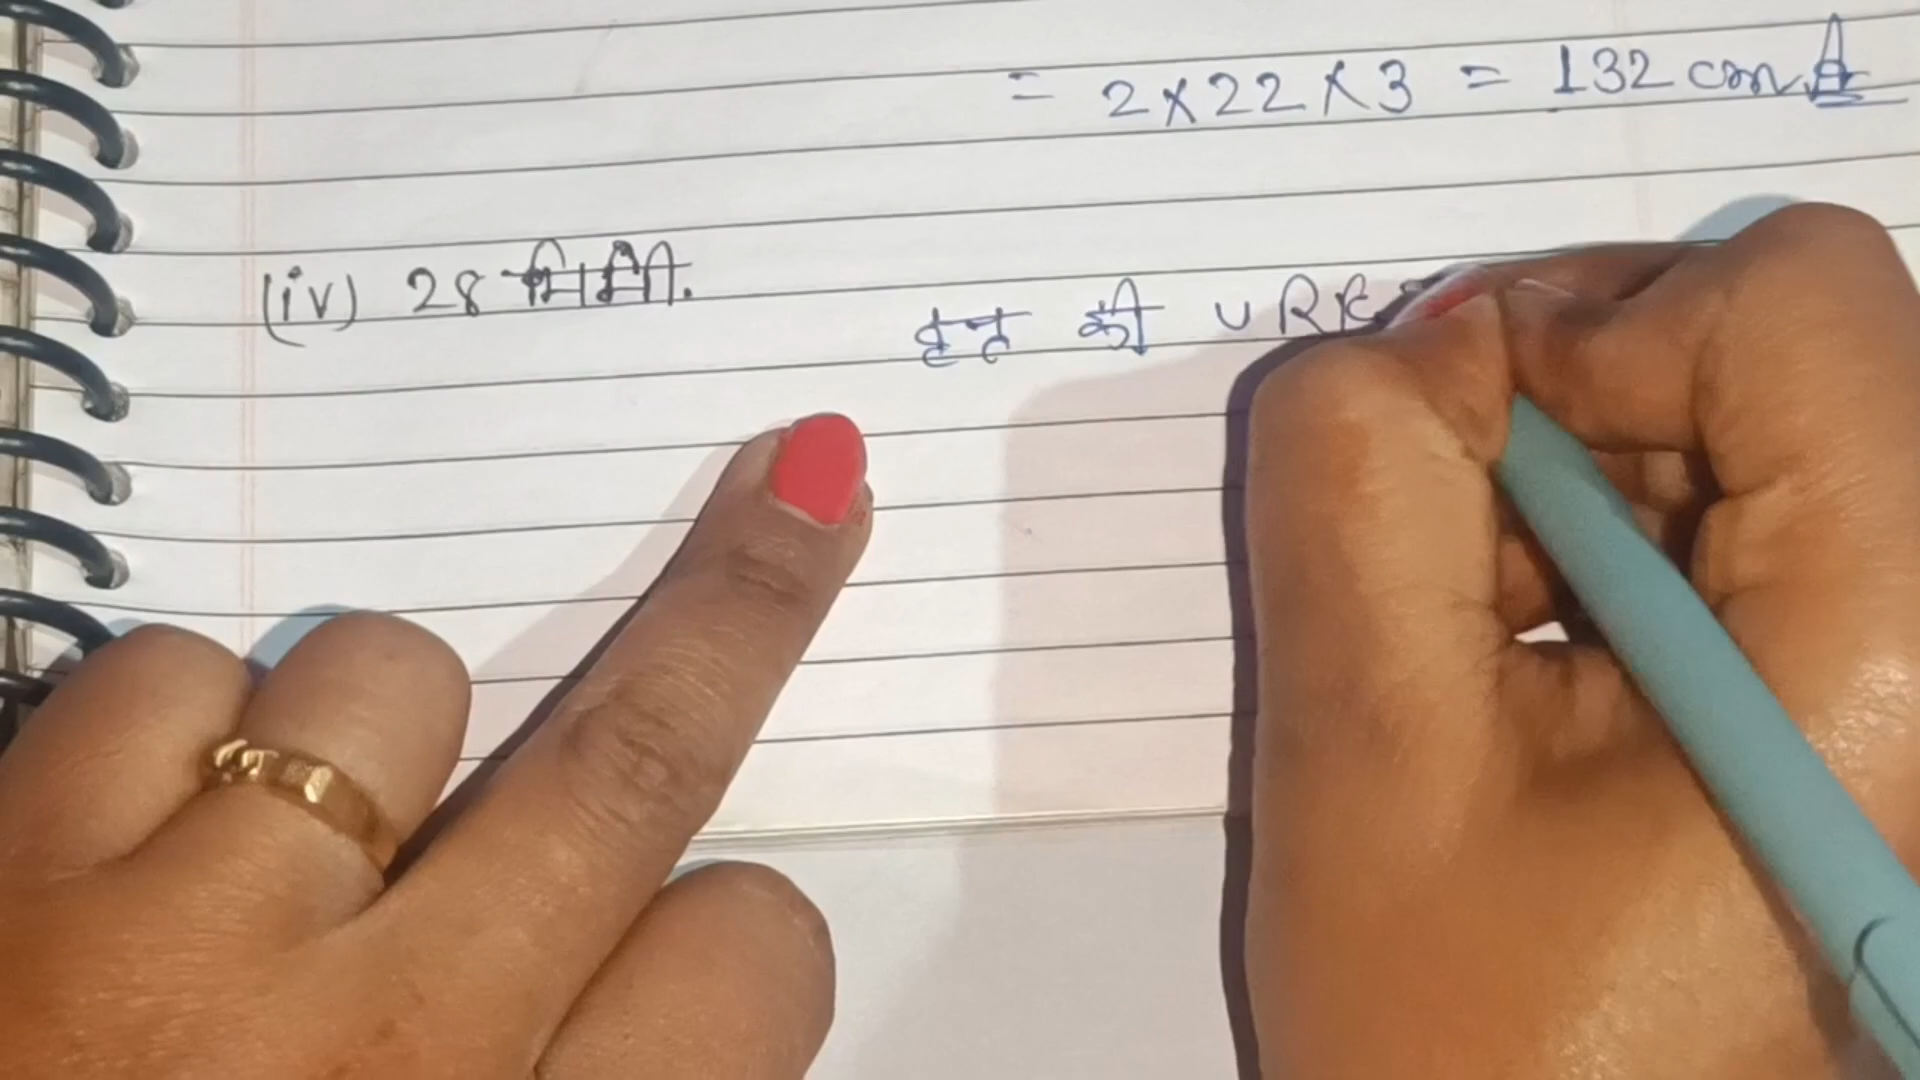 = 2×22×3 = 132 cm
(iv) 28 मिमी.
वृत्त की